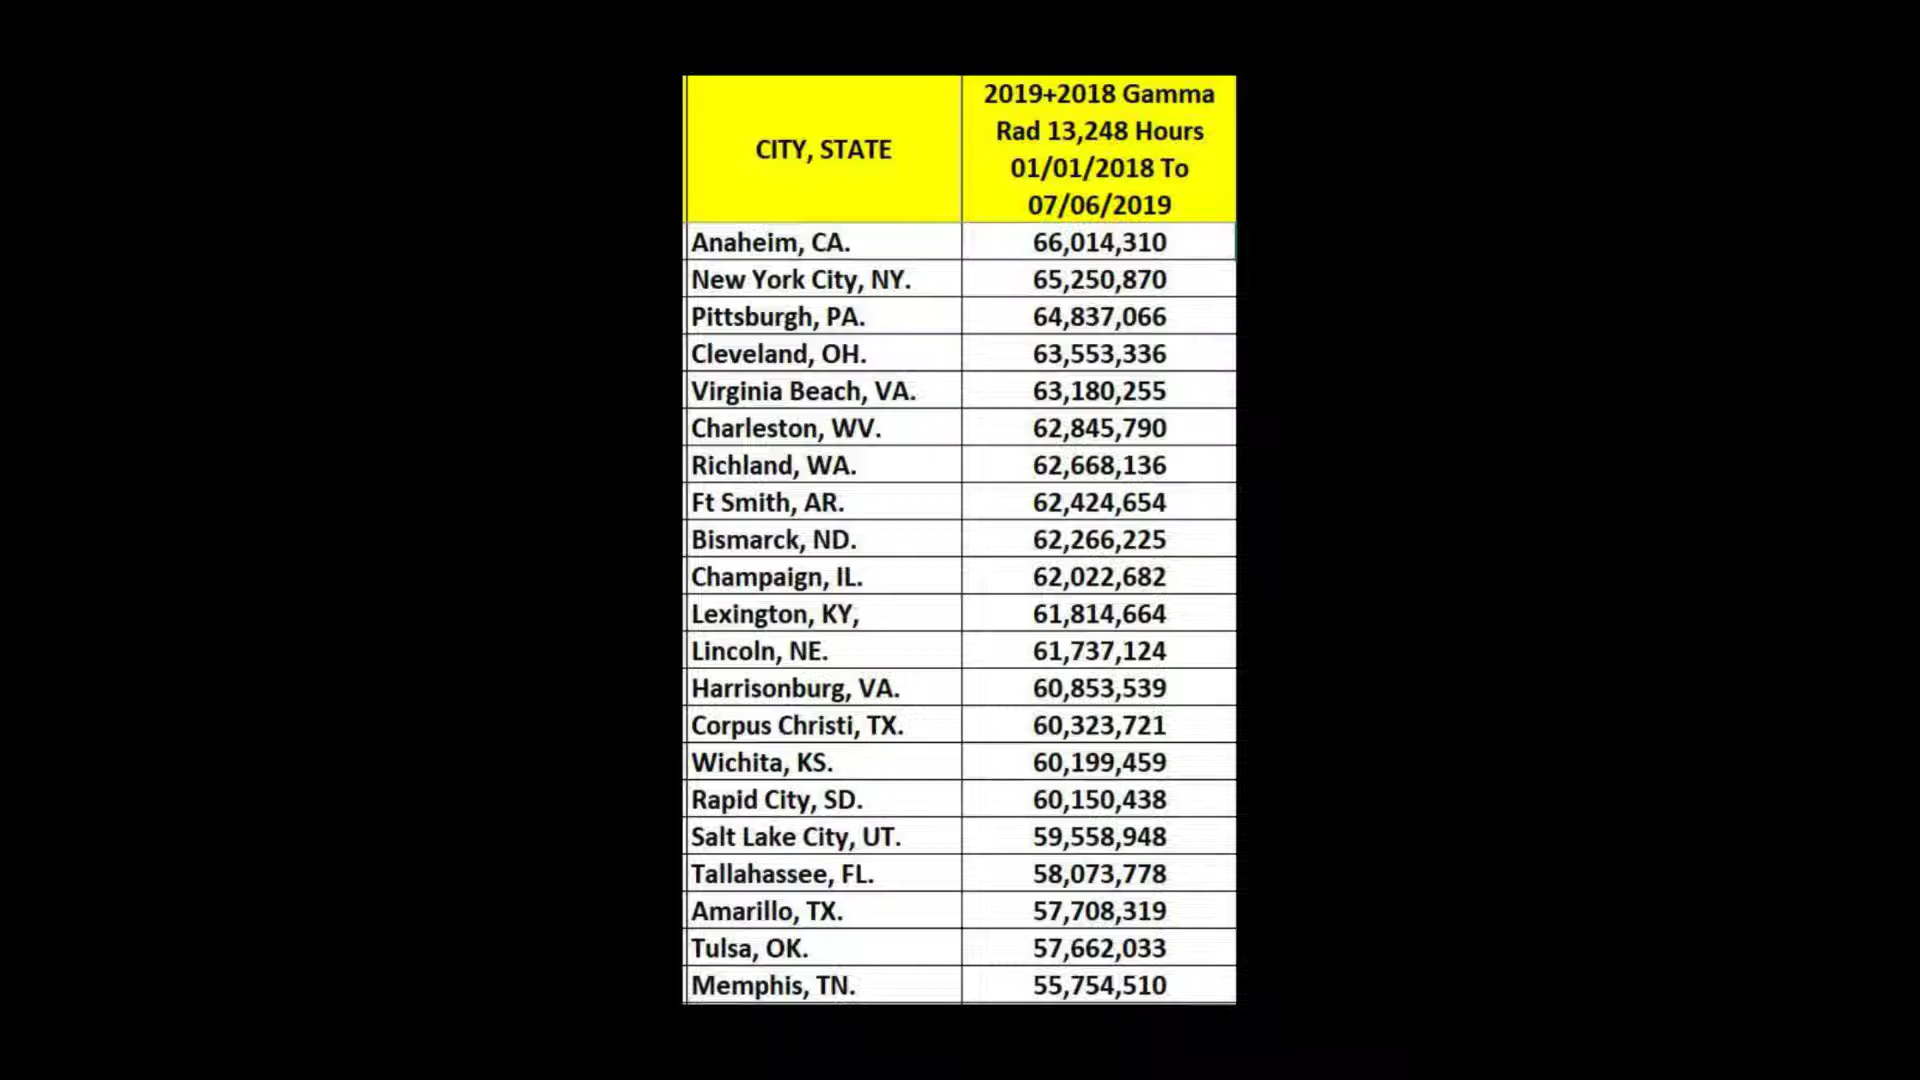 CITY, STATE
2019+2018 Gamma
Rad 13,248 Hours
01/01/2018 To
07/06/2019
Anaheim, CA. 66,014,310
New York City, NY. 65,250,870
Pittsburgh, PA. 64,837,066
Cleveland, OH. 63,553,336
Virginia Beach, VA. 63,180,255
Charleston, WV. 62,845,790
Richland, WA. 62,668,136
Ft Smith, AR. 62,424,654
Bismarck, ND. 62,266,225
Champaign, IL. 62,022,682
Lexington, KY, 61,814,664
Lincoln, NE. 61,737,124
Harrisonburg, VA. 60,853,539
Corpus Christi, TX. 60,323,721
Wichita, KS. 60,199,459
Rapid City, SD. 60,150,438
Salt Lake City, UT. 59,558,948
Tallahassee, FL. 58,073,778
Amarillo, TX. 57,708,319
Tulsa, OK. 57,662,033
Memphis, TN. 55,754,510